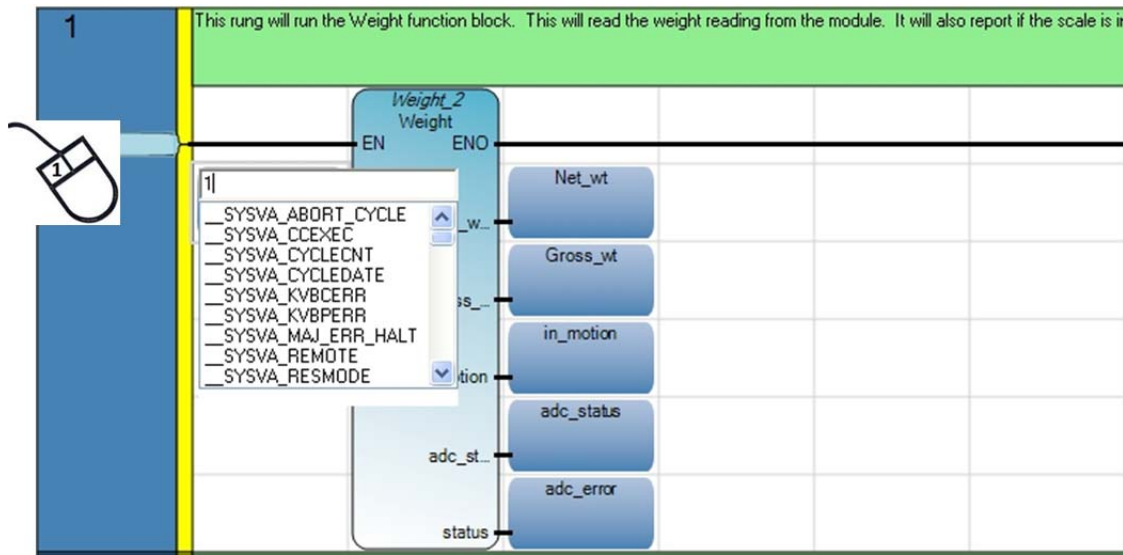 1
This rung will run the Weight function block. This will read the weight reading from the module. It will also report if the scale is
Weight_2
Weight
EN ENO
1
1
__SYSVA_ABORT_CYCLE
__SYSVA_CCEXEC
__SYSVA_CYCLECNT
__SYSVA_CYCLEDATE
__SYSVA_KVBCERR
__SYSVA_KVBPERR
__SYSVA_MAJ_ERR_HALT
__SYSVA_REMOTE
__SYSVA_RESMODE
_w...
Net_wt
ss_...
Gross_wt
tion
in_motion
adc_st...
adc_status
status
adc_error